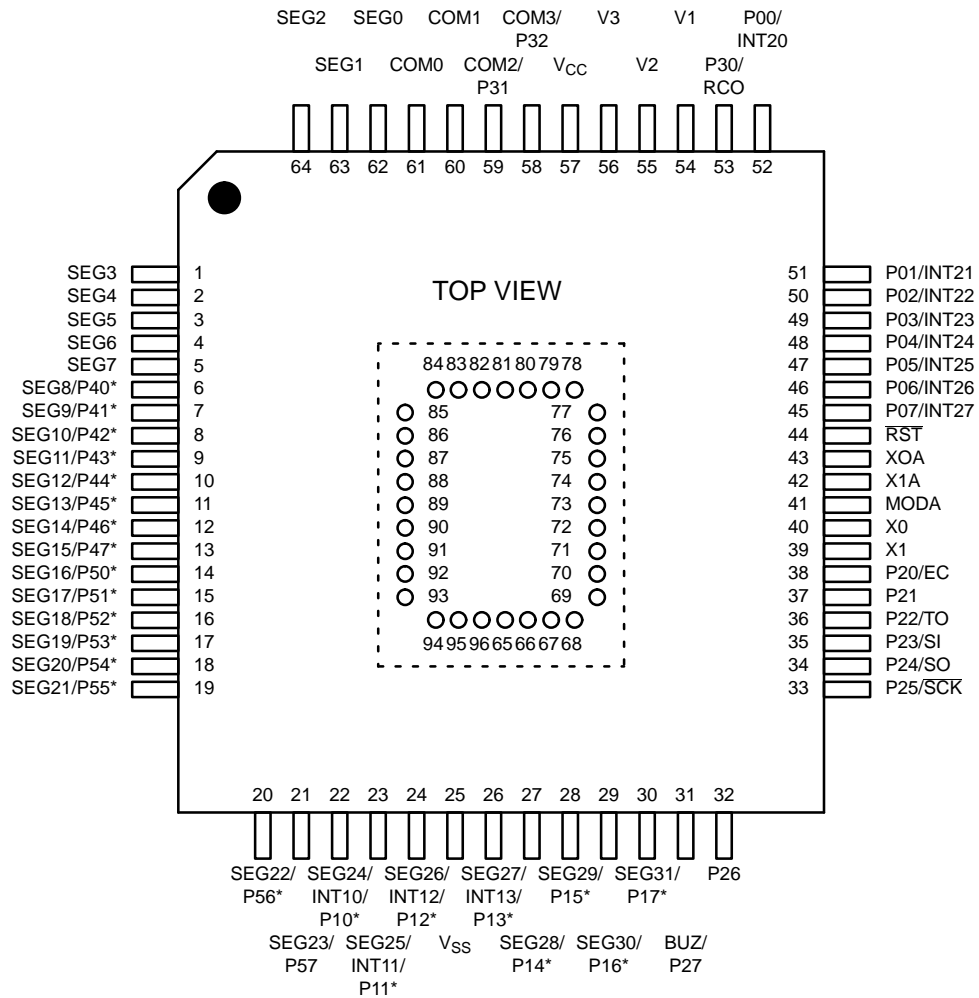 SEG2 SEG0 COM1 COM3/ V3 V1 P00/
P32 INT20
SEG1 COM0 COM2/ VCC V2 P30/
P31 RCO
64 63 62 61 60 59 58 57 56 55 54 53 52
SEG3 1 51 P01/INT21
TOP VIEW
SEG4 2 50 P02/INT22
SEG5 3 49 P03/INT23
SEG6 4 48 P04/INT24
SEG7 5 84 83 82 81 80 79 78 47 P05/INT25
SEG8/P40* 6 46 P06/INT26
SEG9/P41* 7 85 77 45 P07/INT27
SEG10/P42* 8 86 76 44 RST
SEG11/P43* 9 87 75 43 XOA
SEG12/P44* 10 88 74 42 X1A
SEG13/P45* 11 89 73 41 MODA
SEG14/P46* 12 90 72 40 X0
SEG15/P47* 13 91 71 39 X1
SEG16/P50* 14 92 70 38 P20/EC
SEG17/P51* 15 93 69 37 P21
SEG18/P52* 16 36 P22/TO
SEG19/P53* 17 94 95 96 65 66 67 68 35 P23/SI
SEG20/P54* 18 34 P24/SO
SEG21/P55* 19 33 P25/SCK
20 21 22 23 24 25 26 27 28 29 30 31 32
SEG22/ SEG24/ SEG26/ SEG27/ SEG29/ SEG31/ P26
P56* INT10/ INT12/ INT13/ P15* P17*
P10* P12* P13*
SEG23/ SEG25/ VSS SEG28/ SEG30/ BUZ/
P57 INT11/ P14* P16* P27
P11*